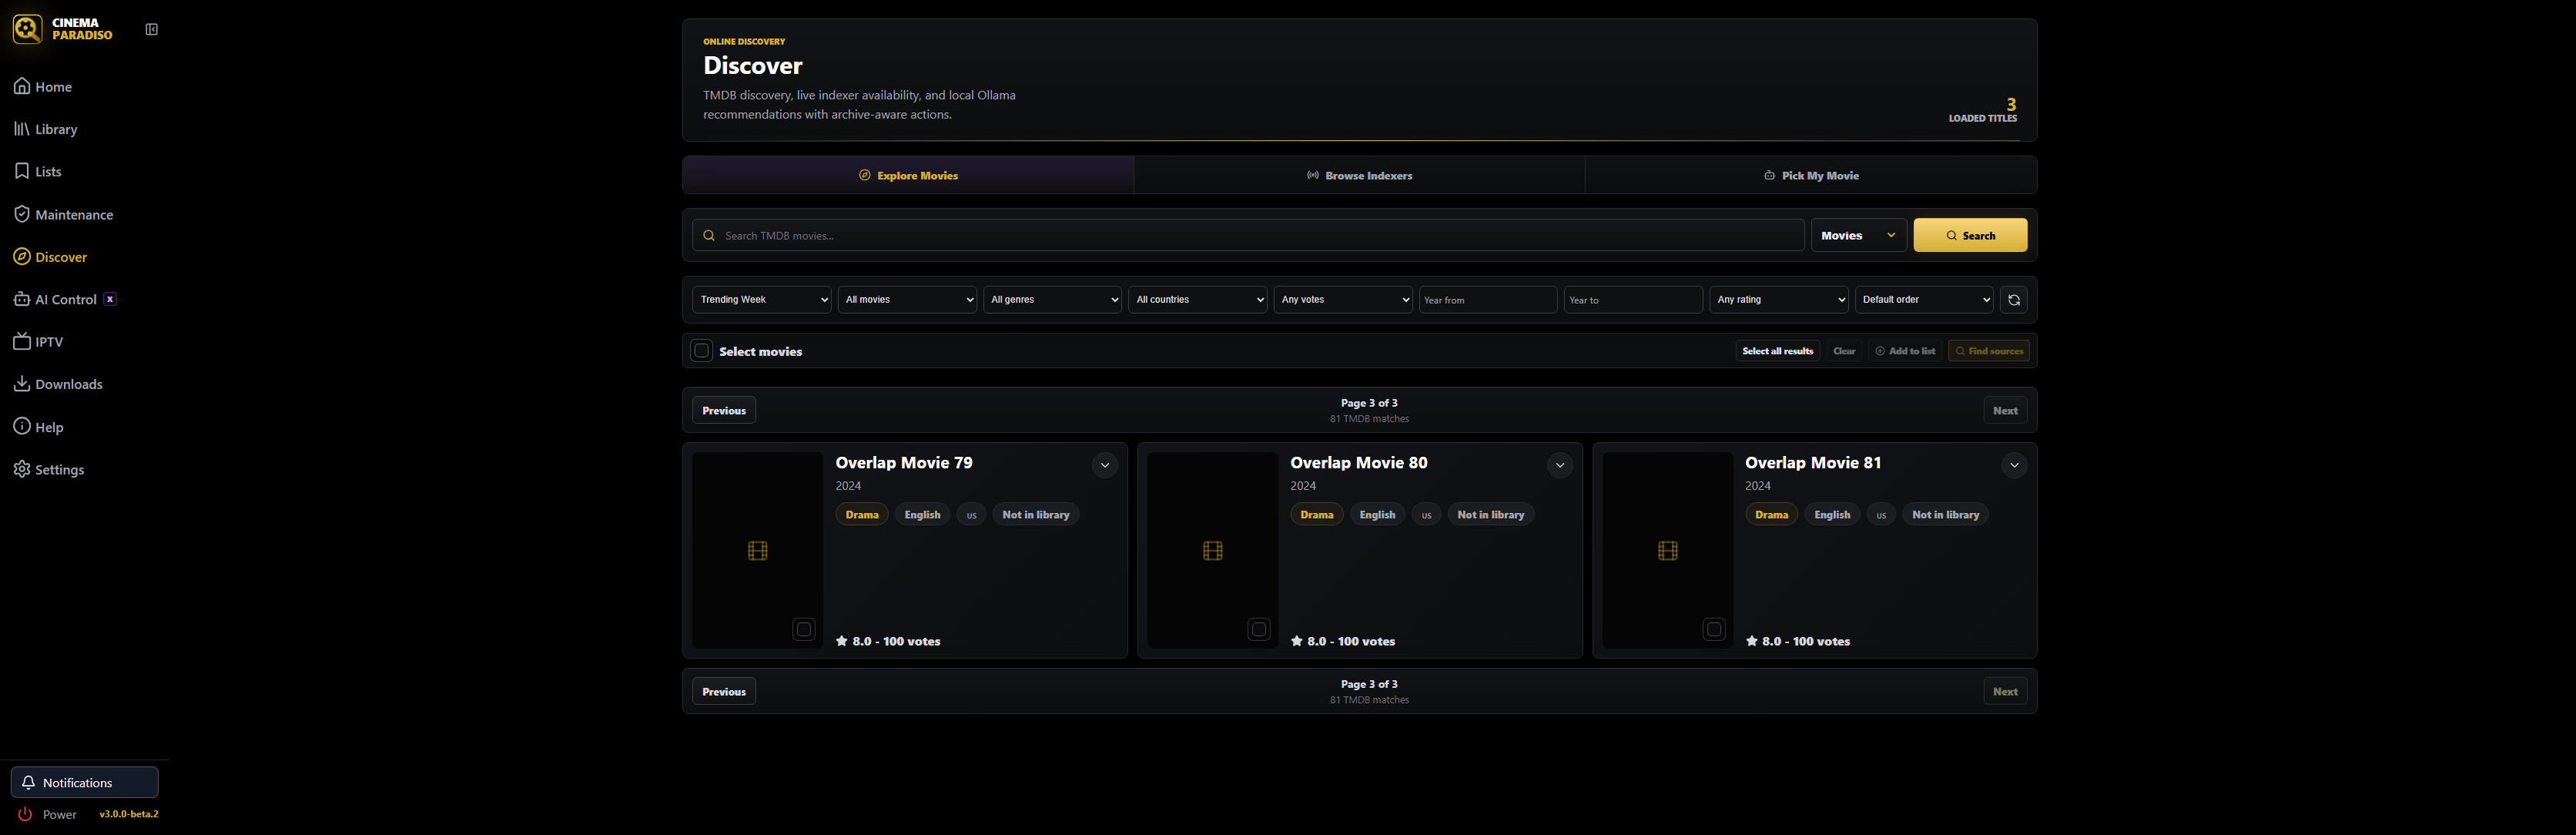 CINEMA
PARADISO
Home
Library
Lists
Maintenance
Discover
AI Control X
IPTV
Downloads
Help
Settings
Notifications
Power v3.0.0-beta.2
ONLINE DISCOVERY
Discover
TMDB discovery, live indexer availability, and local Ollama
recommendations with archive-aware actions.
3
LOADED TITLES
Explore Movies Browse Indexers Pick My Movie
Search TMDB movies... Movies Search
Trending Week All movies All genres All countries Any votes Year from Year to Any rating Default order
Select movies Select all results Clear Add to list Find sources
Previous Page 3 of 3 Next
81 TMDB matches
Overlap Movie 79
2024
Drama English US Not in library
8.0 - 100 votes
Overlap Movie 80
2024
Drama English US Not in library
8.0 - 100 votes
Overlap Movie 81
2024
Drama English US Not in library
8.0 - 100 votes
Previous Page 3 of 3 Next
81 TMDB matches